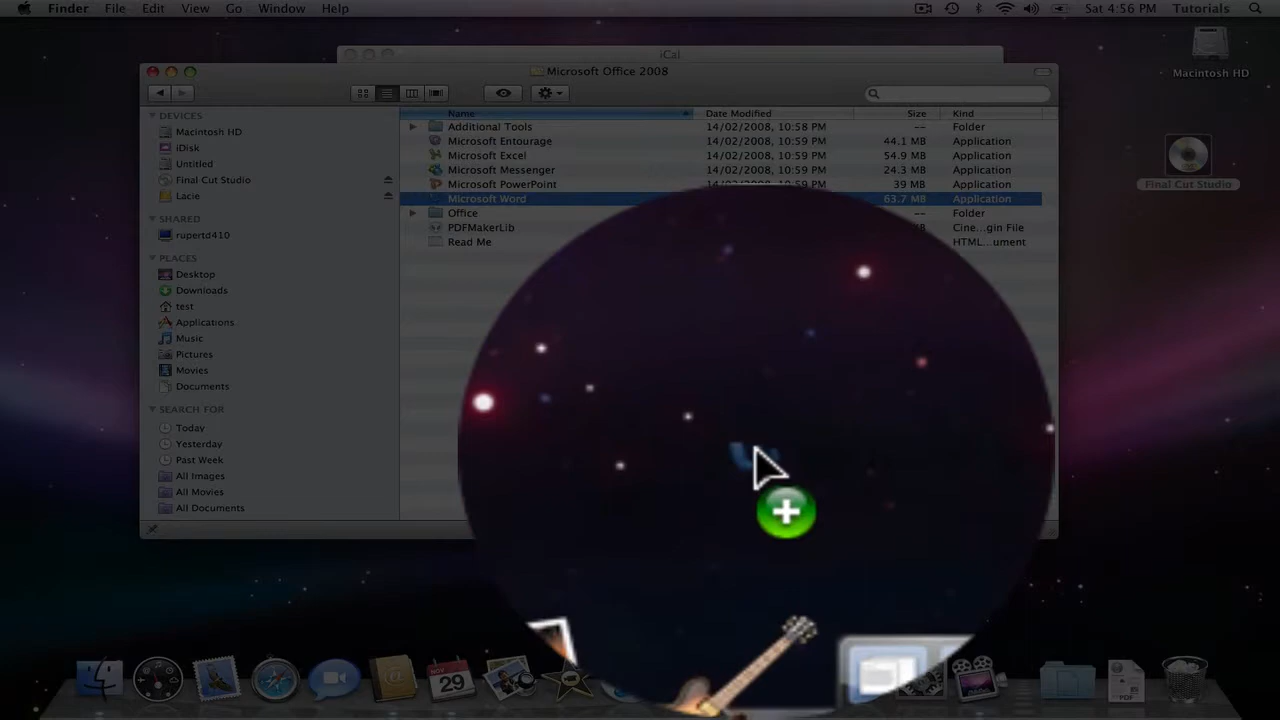 Finder File Edit View Go Window Help Sat 4:56 PM Tutorials
iCal
Microsoft Office 2008
Macintosh HD
Name Date Modified Size Kind
Additional Tools 14/02/2008, 10:58 PM -- Folder
Microsoft Entourage 14/02/2008, 10:59 PM 44.1 MB Application
Microsoft Excel 14/02/2008, 10:59 PM 54.9 MB Application
Microsoft Messenger 14/02/2008, 10:59 PM 24.3 MB Application
Microsoft PowerPoint 14/02/2008, 10:59 PM 39 MB Application
Microsoft Word 63.7 MB Application
Office -- Folder
PDFMakerLib Cine...gin File
Read Me HTML...ument
DEVICES
Macintosh HD
iDisk
Untitled
Final Cut Studio
Lacie
SHARED
rupertd410
PLACES
Desktop
Downloads
test
Applications
Music
Pictures
Movies
Documents
SEARCH FOR
Today
Yesterday
Past Week
All Images
All Movies
All Documents
Final Cut Studio
NOV
29